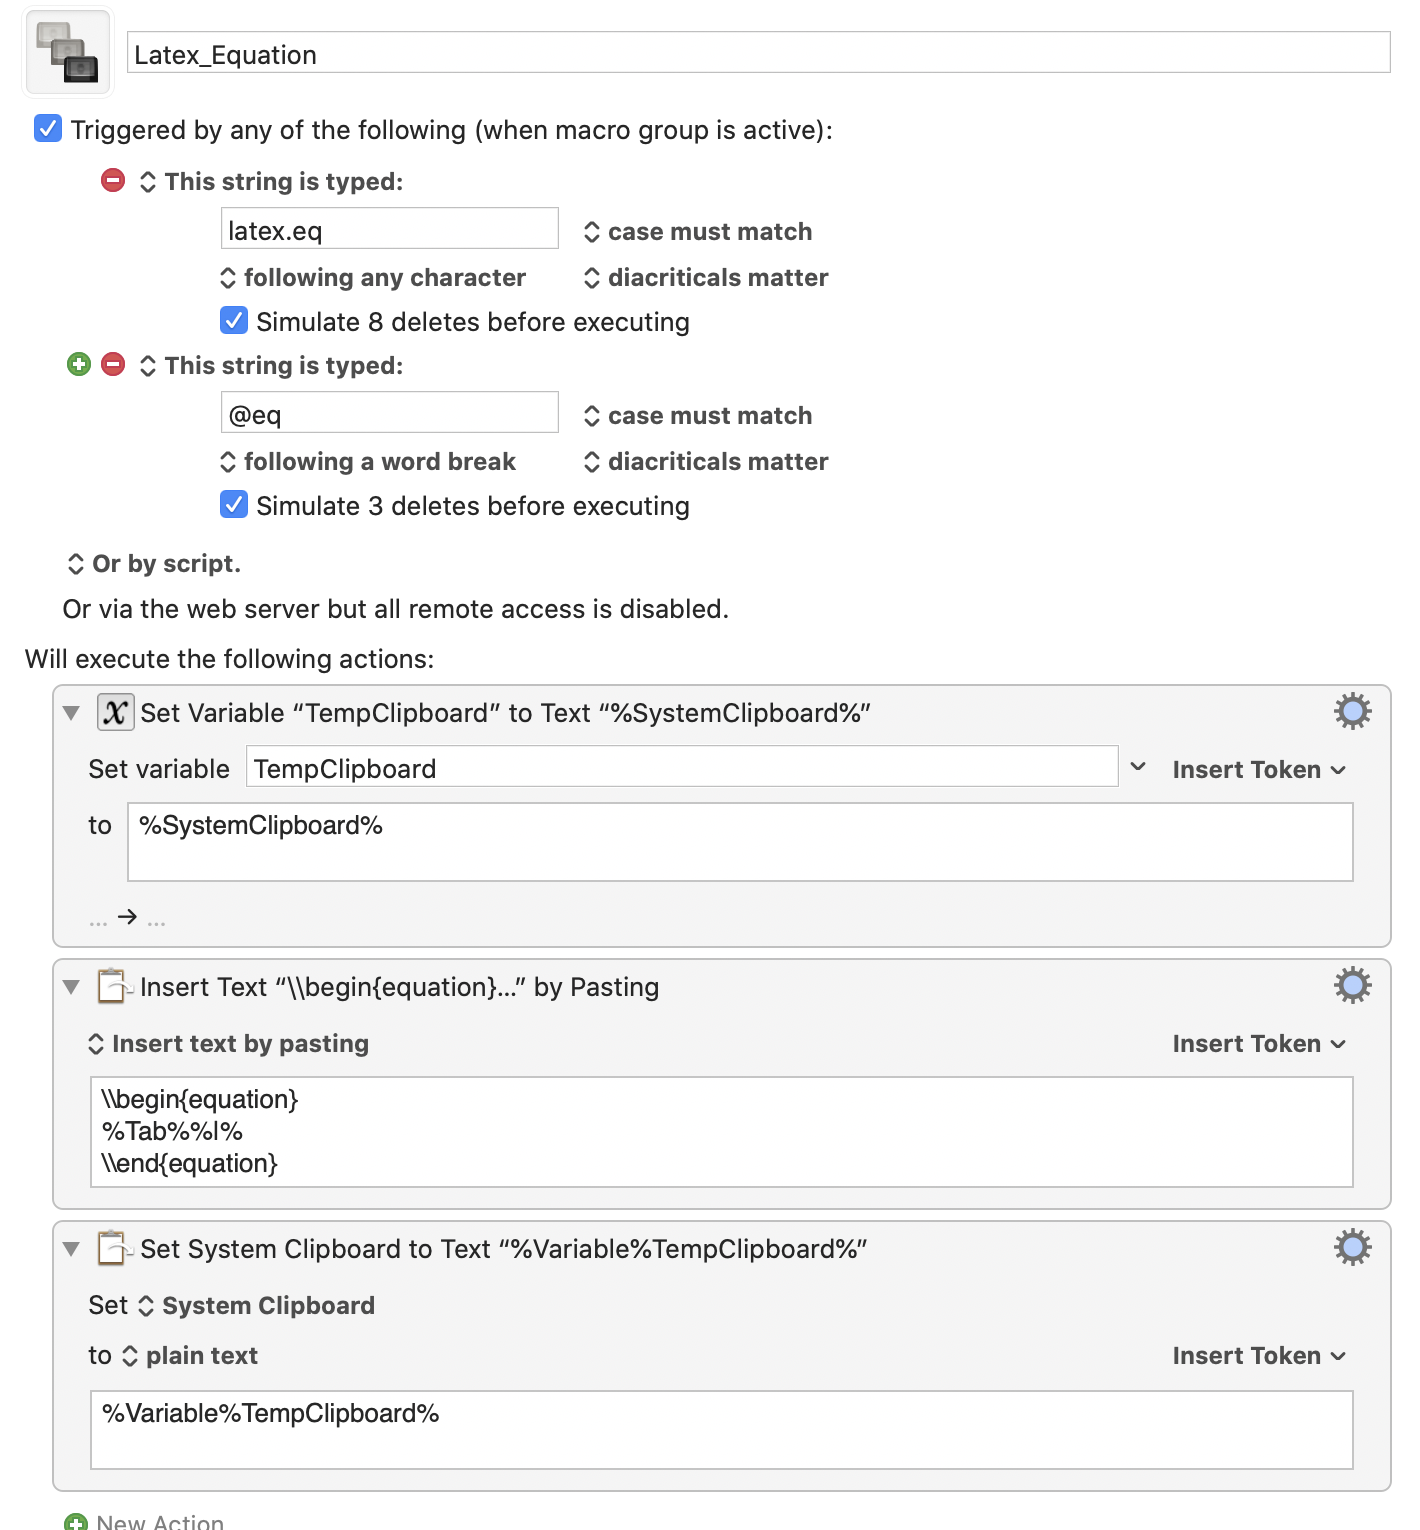 Latex_Equation
Triggered by any of the following (when macro group is active):
This string is typed:
latex.eq
case must match
following any character
diacriticals matter
Simulate 8 deletes before executing
This string is typed:
@eq
case must match
following a word break
diacriticals matter
Simulate 3 deletes before executing
Or by script.
Or via the web server but all remote access is disabled.
Will execute the following actions:
Set Variable “TempClipboard” to Text “%SystemClipboard%”
Set variable TempClipboard Insert Token
to %SystemClipboard%
... → ...
Insert Text “\\begin{equation}...” by Pasting
Insert text by pasting Insert Token
\\begin{equation}
%Tab%%|%
\\end{equation}
Set System Clipboard to Text “%Variable%TempClipboard%”
Set System Clipboard
to plain text Insert Token
%Variable%TempClipboard%
New Action